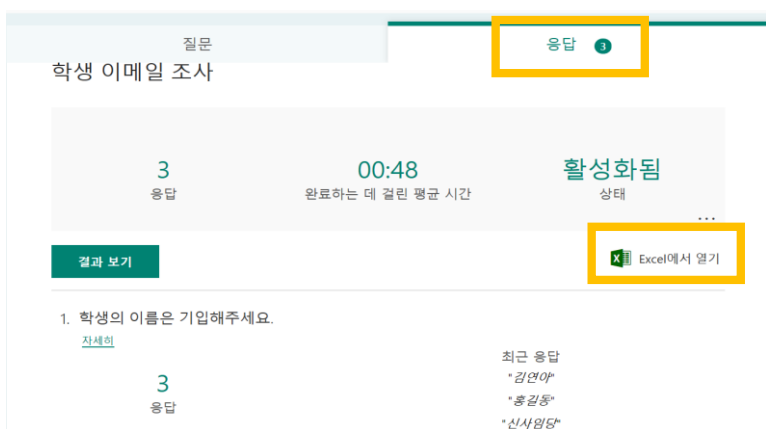 질문
응답 3
학생 이메일 조사
3
응답
00:48
완료하는 데 걸린 평균 시간
활성화됨
상태
...
결과 보기
Excel에서 열기
1. 학생의 이름은 기입해주세요.
자세히
3
응답
최근 응답
"김연아"
"홍길동"
"신사임당"